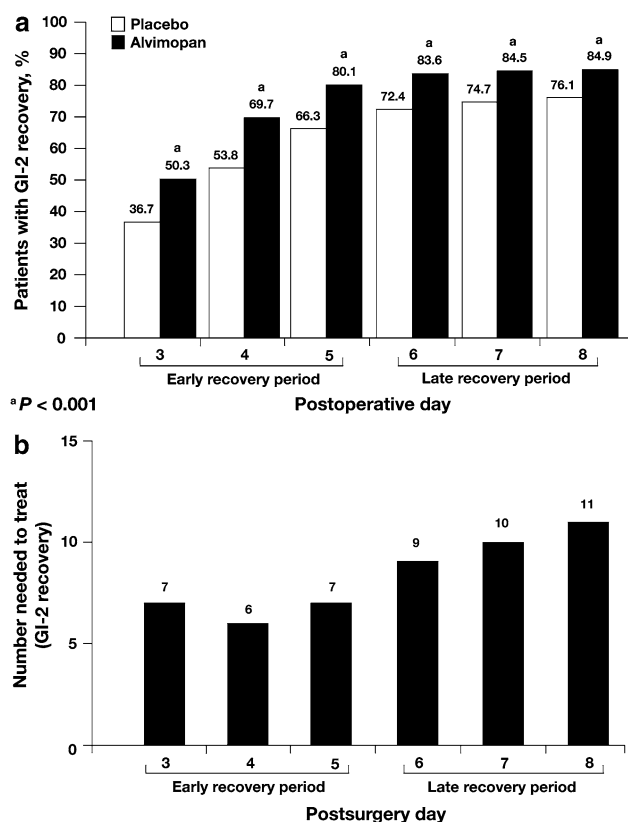 a
Patients with GI-2 recovery, %
100
90
80
70
60
50
40
30
20
10
0
Placebo
Alvimopan
36.7
a
50.3
53.8
a
69.7
66.3
a
80.1
72.4
a
83.6
74.7
a
84.5
76.1
a
84.9
3 4 5 6 7 8
Early recovery period Late recovery period
a P < 0.001 Postoperative day
b
Number needed to treat
(GI-2 recovery)
15
10
5
0
7 6 7 9 10 11
3 4 5 6 7 8
Early recovery period Late recovery period
Postsurgery day